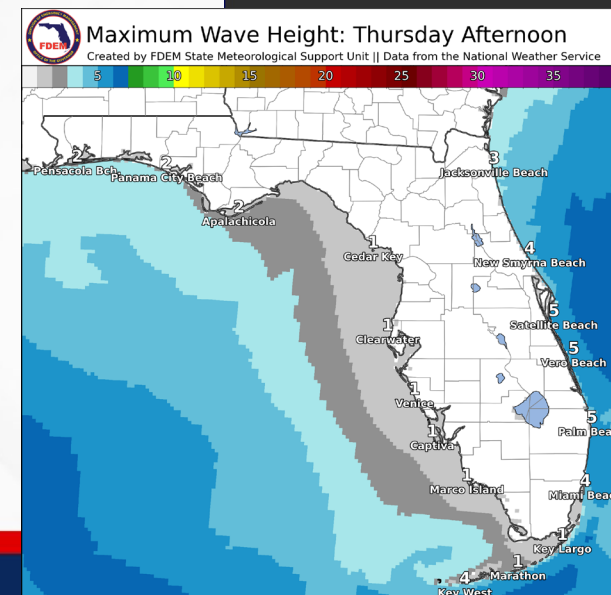 FDEM
Maximum Wave Height: Thursday Afternoon
Created by FDEM State Meteorological Support Unit || Data from the National Weather Service
5 10 15 20 25 30 35
2
Pensacola Bch.
2
Panama City Beach
3
Jacksonville Beach
2
Apalachicola
1
Cedar Key
4
New Smyrna Beach
5
Satellite Beach
1
Clearwater
5
Vero Beach
1
Venice
5
Palm Bea
1
Captiva
1
Marco Island
4
Miami Beac
1
Key Largo
1
Marathon
4
Key West